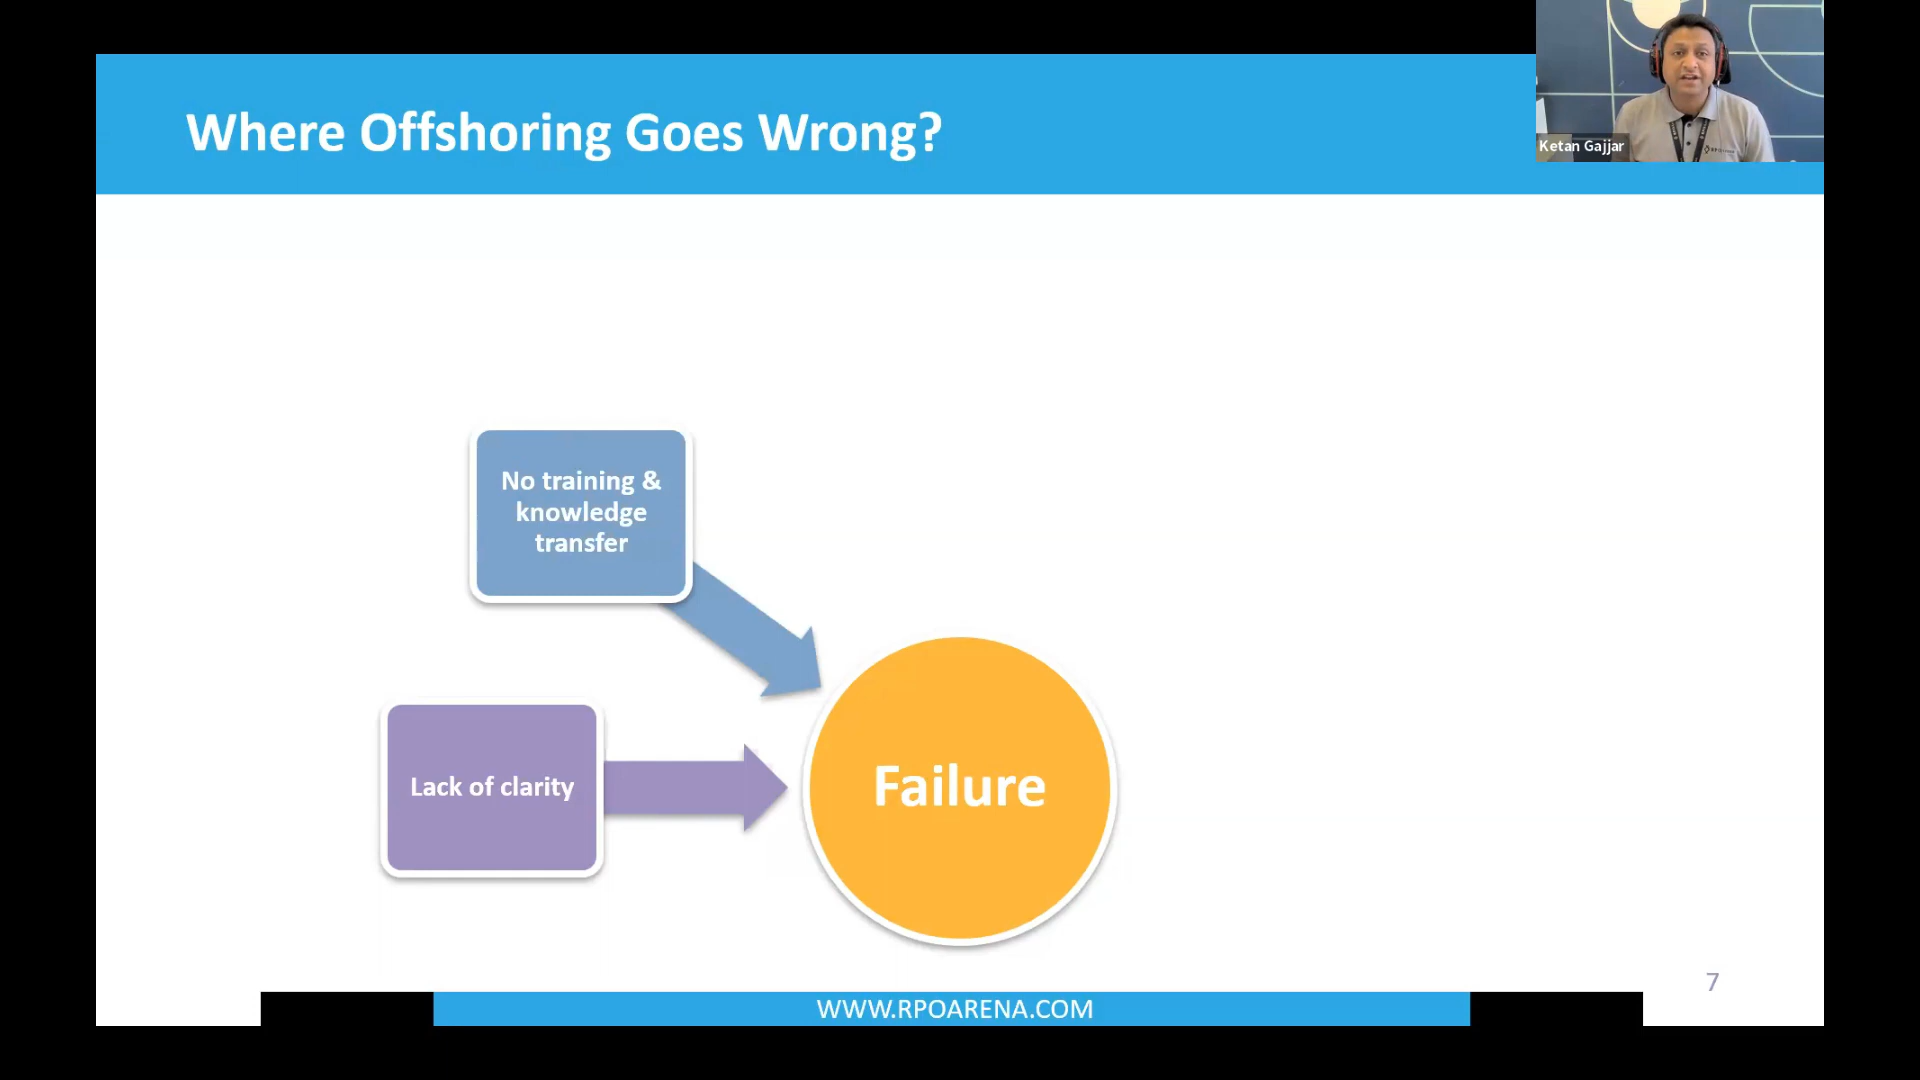 Where Offshoring Goes Wrong?
Ketan Gajjar
No training &
knowledge
transfer
Lack of clarity
Failure
7
WWW.RPOARENA.COM